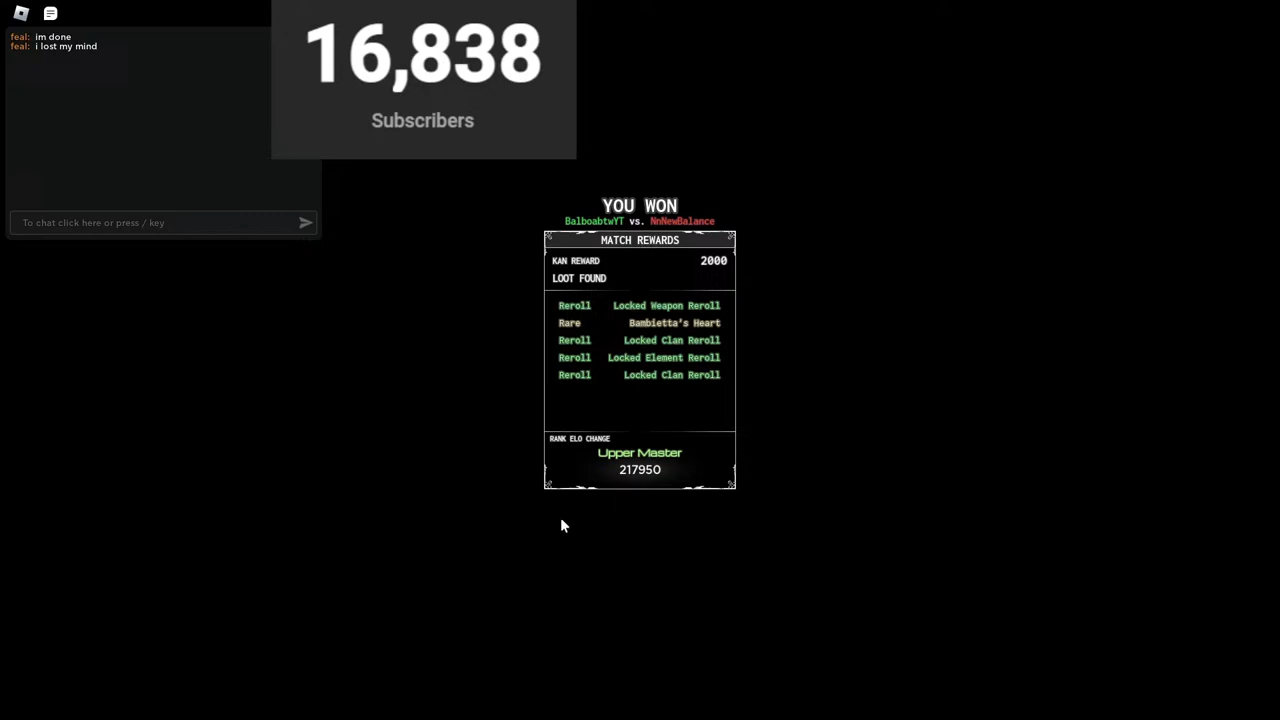 feal: im done
feal: i lost my mind
To chat click here or press / key
16,838
Subscribers
YOU WON
BalboabtwYT vs. NnNewBalance
MATCH REWARDS
KAN REWARD 2000
LOOT FOUND
Reroll Locked Weapon Reroll
Rare Bambietta's Heart
Reroll Locked Clan Reroll
Reroll Locked Element Reroll
Reroll Locked Clan Reroll
RANK ELO CHANGE
Upper Master
217950